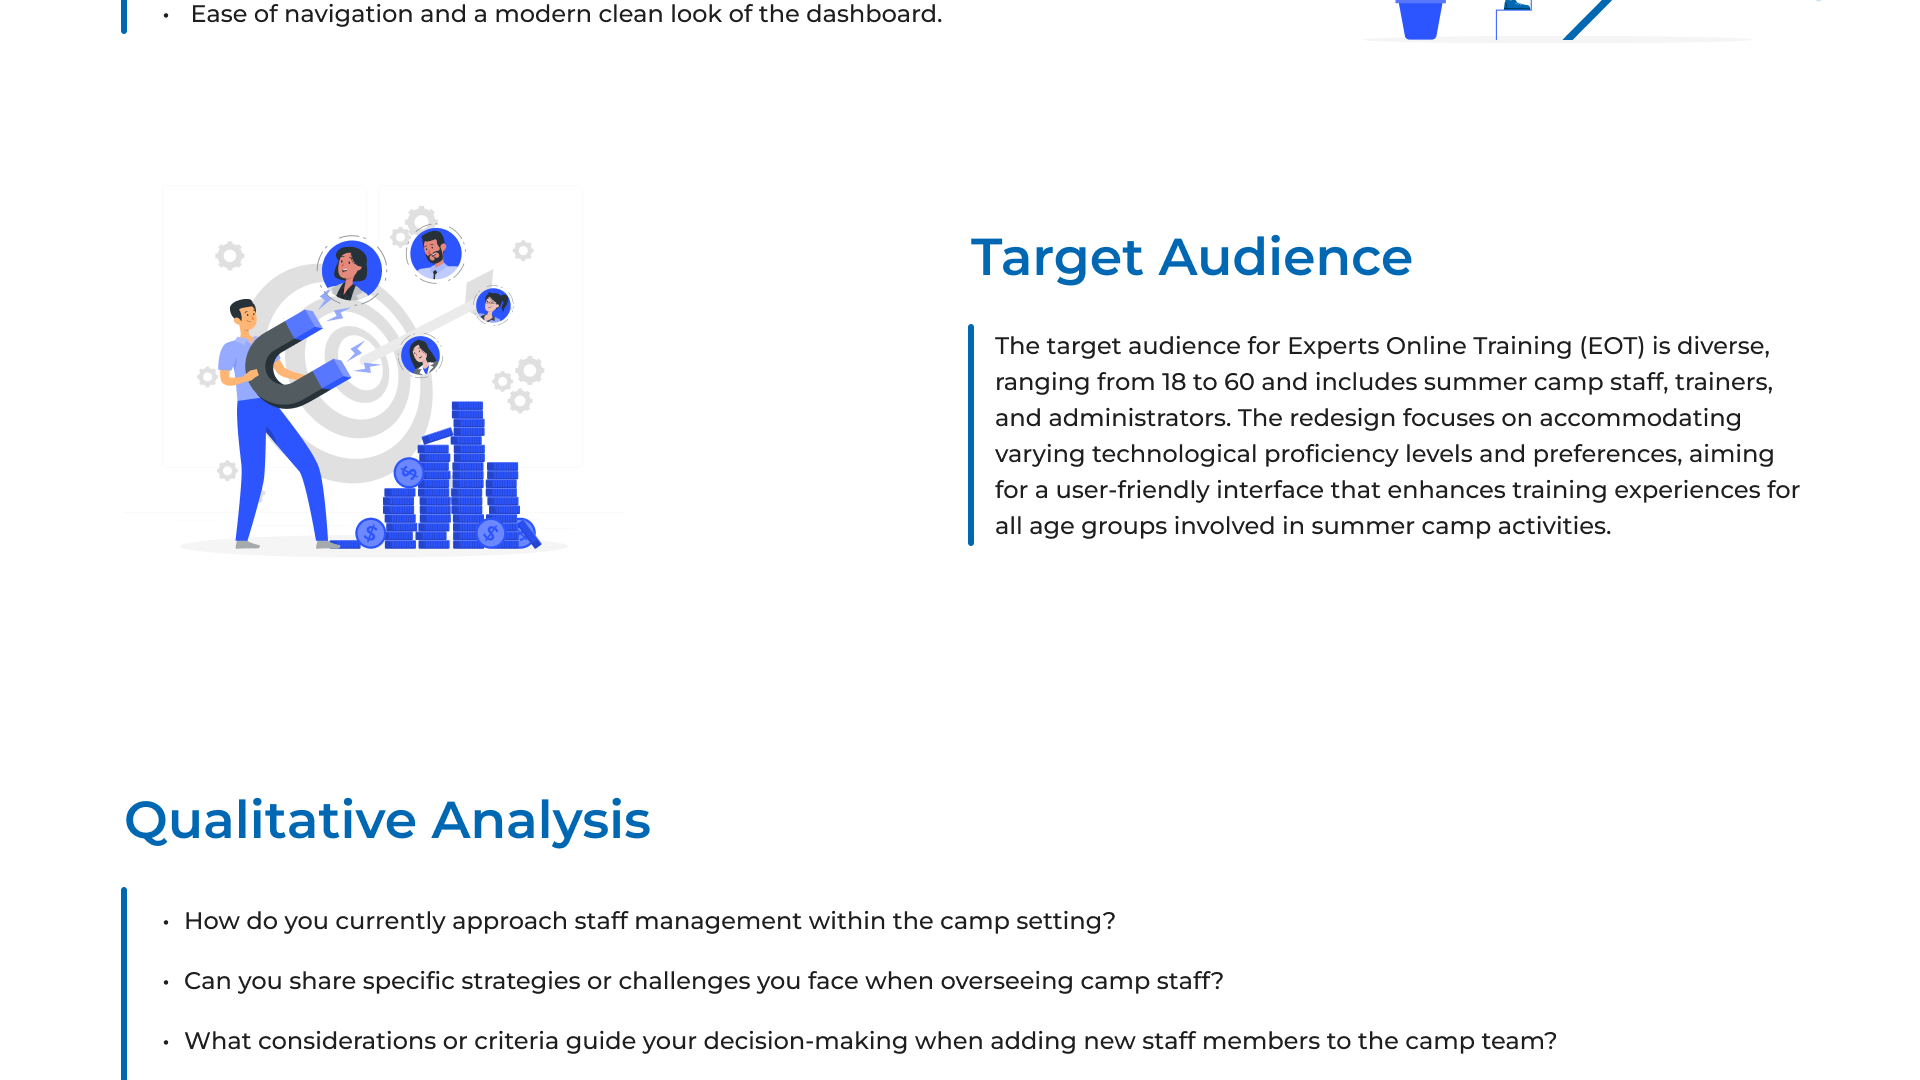 • Ease of navigation and a modern clean look of the dashboard.
Target Audience
The target audience for Experts Online Training (EOT) is diverse,
ranging from 18 to 60 and includes summer camp staff, trainers,
and administrators. The redesign focuses on accommodating
varying technological proficiency levels and preferences, aiming
for a user-friendly interface that enhances training experiences for
all age groups involved in summer camp activities.
$
$
$
Qualitative Analysis
• How do you currently approach staff management within the camp setting?
• Can you share specific strategies or challenges you face when overseeing camp staff?
• What considerations or criteria guide your decision-making when adding new staff members to the camp team?